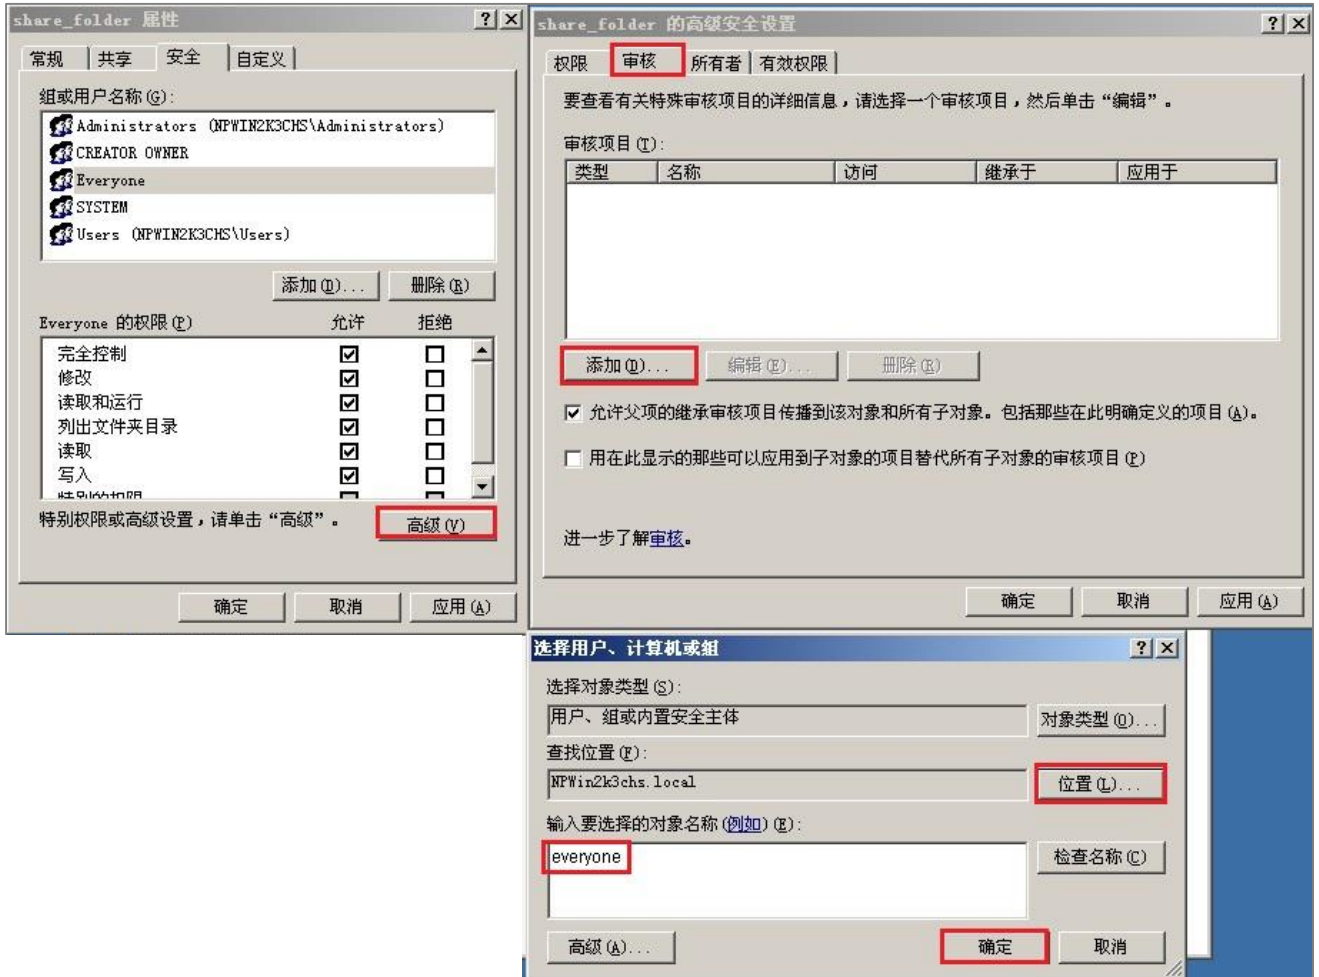 share_folder 属性
常规 共享 安全 自定义
组或用户名称(G):
Administrators (NPWIN2K3CHS\Administrators)
CREATOR OWNER
Everyone
SYSTEM
Users (NPWIN2K3CHS\Users)
添加(D)... 删除(R)
Everyone 的权限(P) 允许 拒绝
完全控制
修改
读取和运行
列出文件夹目录
读取
写入
特别的权限
特别权限或高级设置，请单击“高级”。 高级(V)
确定 取消 应用(A)
share_folder 的高级安全设置
权限 审核 所有者 有效权限
要查看有关特殊审核项目的详细信息，请选择一个审核项目，然后单击“编辑”。
审核项目(T):
类型 名称 访问 继承于 应用于
添加(D)... 编辑(E)... 删除(R)
允许父项的继承审核项目传播到该对象和所有子对象。包括那些在此明确定义的项目(A)。
用在此显示的那些可以应用到子对象的项目替代所有子对象的审核项目(P)
进一步了解审核。
确定 取消 应用(A)
选择用户、计算机或组
选择对象类型(S):
用户、组或内置安全主体 对象类型(O)...
查找位置(F):
NPWin2k3chs.local 位置(L)...
输入要选择的对象名称(例如)(E):
everyone 检查名称(C)
高级(A)... 确定 取消